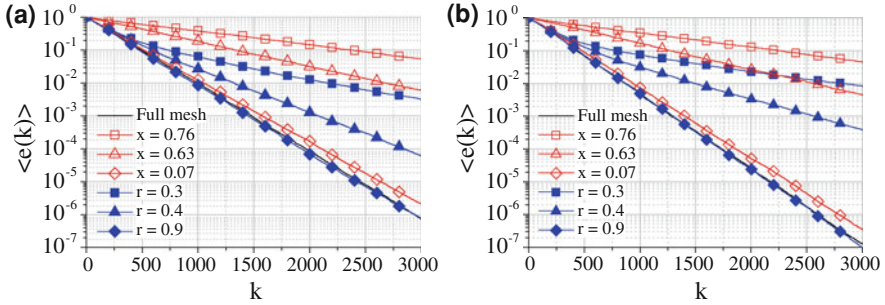 (a)
10^0
10^-1
10^-2
10^-3
10^-4
10^-5
10^-6
10^-7
<e(k)>
Full mesh
x = 0.76
x = 0.63
x = 0.07
r = 0.3
r = 0.4
r = 0.9
0 500 1000 1500 2000 2500 3000
k
(b)
10^0
10^-1
10^-2
10^-3
10^-4
10^-5
10^-6
10^-7
<e(k)>
Full mesh
x = 0.76
x = 0.63
x = 0.07
r = 0.3
r = 0.4
r = 0.9
0 500 1000 1500 2000 2500 3000
k